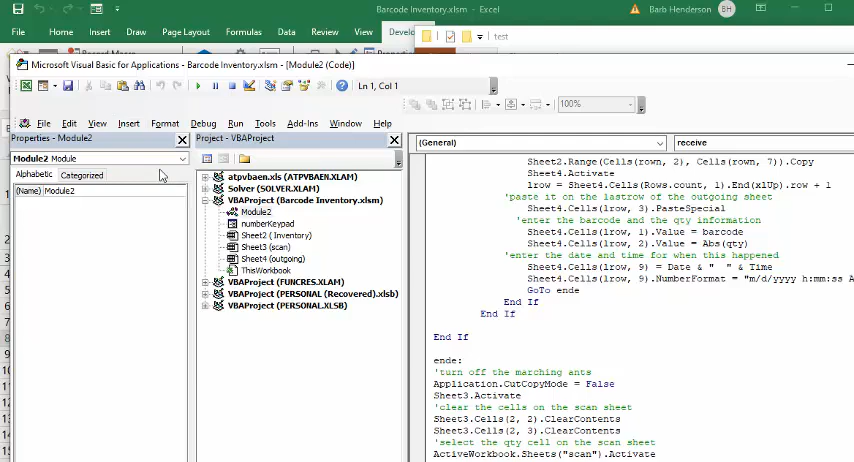 Barcode Inventory.xlsm - Excel
Barb Henderson BH
File Home Insert Draw Page Layout Formulas Data Review View
test
Microsoft Visual Basic for Applications - Barcode Inventory.xlsm - [Module2 (Code)]
Ln 1, Col 1
100%
File Edit View Insert Format Debug Run Tools Add-Ins Window Help
Properties - Module2
Module2 Module
Alphabetic Categorized
(Name) Module2
Project - VBAProject
atpvbaen.xls (ATPVBAEN.XLAM)
Solver (SOLVER.XLAM)
VBAProject (Barcode Inventory.xlsm)
Module2
numberKeypad
Sheet2 ( Inventory)
Sheet3 (scan)
Sheet4 (outgoing)
ThisWorkbook
VBAProject (FUNCRES.XLAM)
VBAProject (PERSONAL (Recovered).xlsb)
VBAProject (PERSONAL.XLSB)
(General) receive
Sheet2.Range(Cells(rown, 2), Cells(rown, 7)).Copy
Sheet4.Activate
lrow = Sheet4.Cells(Rows.count, 1).End(xlUp).row + 1
'paste it on the lastrow of the outgoing sheet
Sheet4.Cells(lrow, 3).PasteSpecial
'enter the barcode and the qty information
Sheet4.Cells(lrow, 1).Value = barcode
Sheet4.Cells(lrow, 2).Value = Abs(qty)
'enter the date and time for when this happened
Sheet4.Cells(lrow, 9) = Date & "  " & Time
Sheet4.Cells(lrow, 9).NumberFormat = "m/d/yyyy h:mm:ss A
GoTo ende
End If
End If
End If
ende:
'turn off the marching ants
Application.CutCopyMode = False
Sheet3.Activate
'clear the cells on the scan sheet
Sheet3.Cells(2, 2).ClearContents
Sheet3.Cells(2, 3).ClearContents
'select the qty cell on the scan sheet
ActiveWorkbook.Sheets("scan").Activate